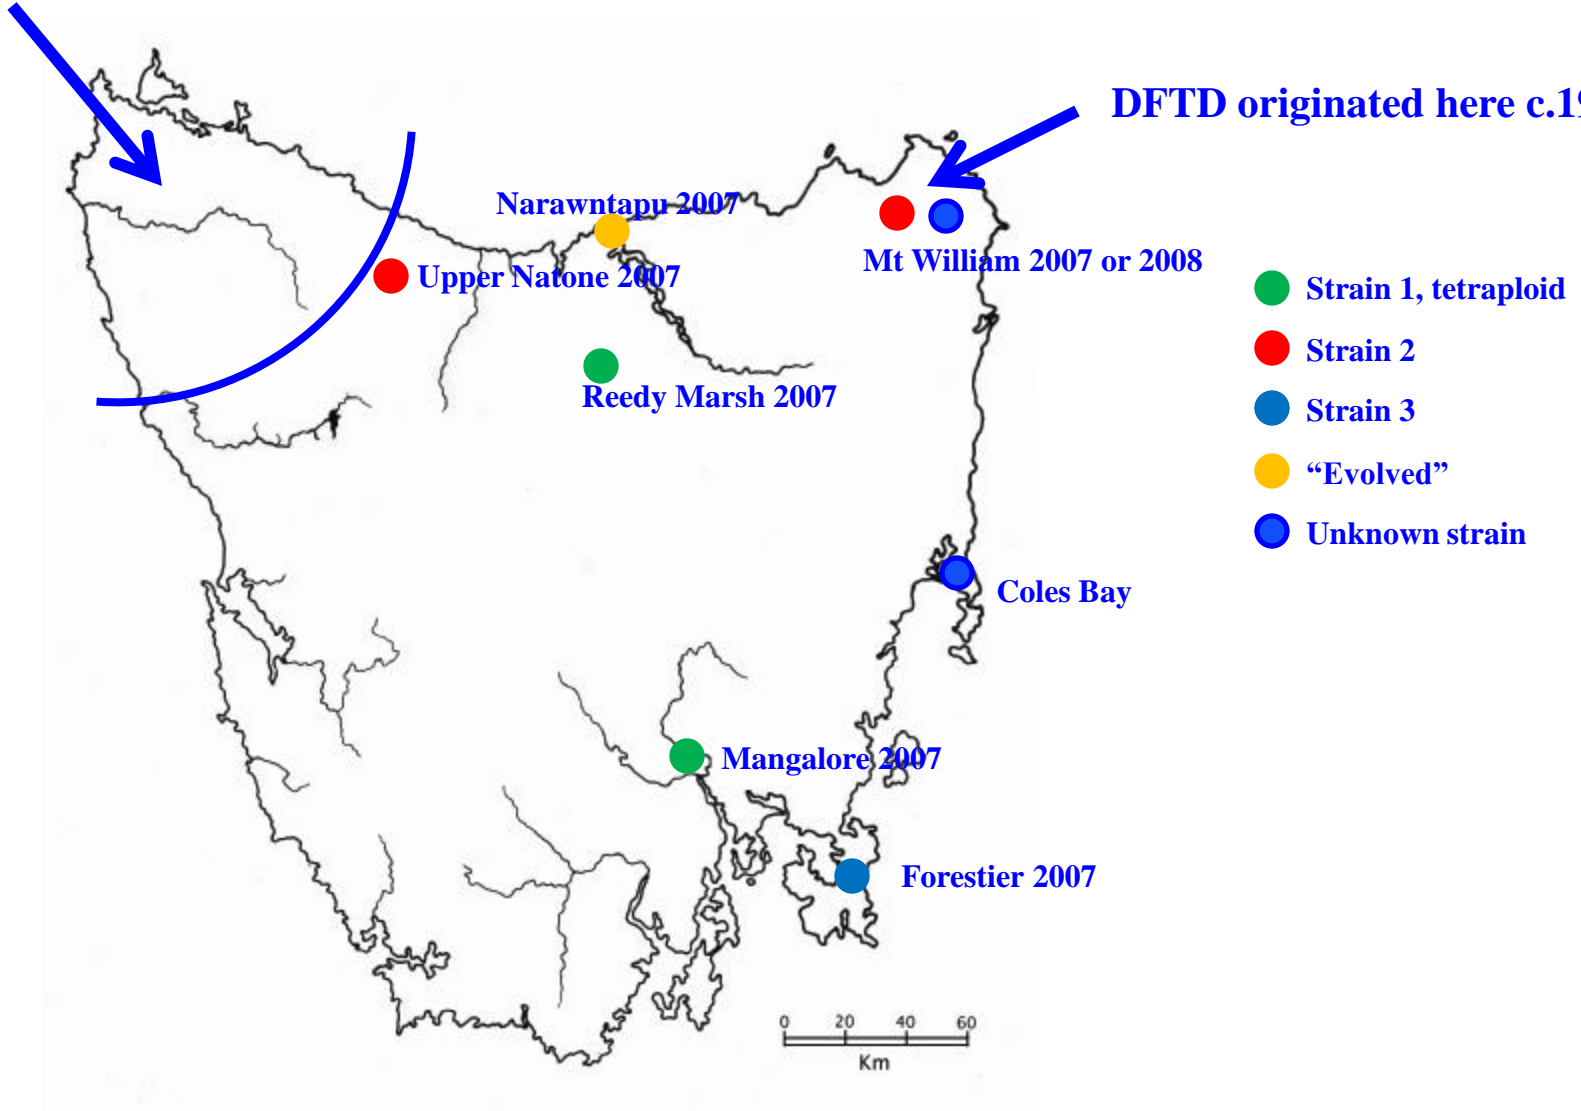 DFTD originated here c.19
Narawntapu 2007
Mt William 2007 or 2008
Upper Natone 2007
Strain 1, tetraploid
Strain 2
Reedy Marsh 2007
Strain 3
“Evolved”
Unknown strain
Coles Bay
Mangalore 2007
Forestier 2007
0 20 40 60
Km